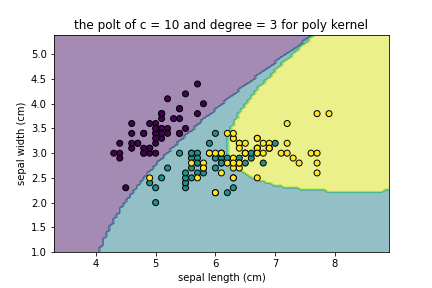 the polt of c = 10 and degree = 3 for poly kernel
sepal width (cm)
5.0
4.5
4.0
3.5
3.0
2.5
2.0
1.5
1.0
4 5 6 7 8
sepal length (cm)